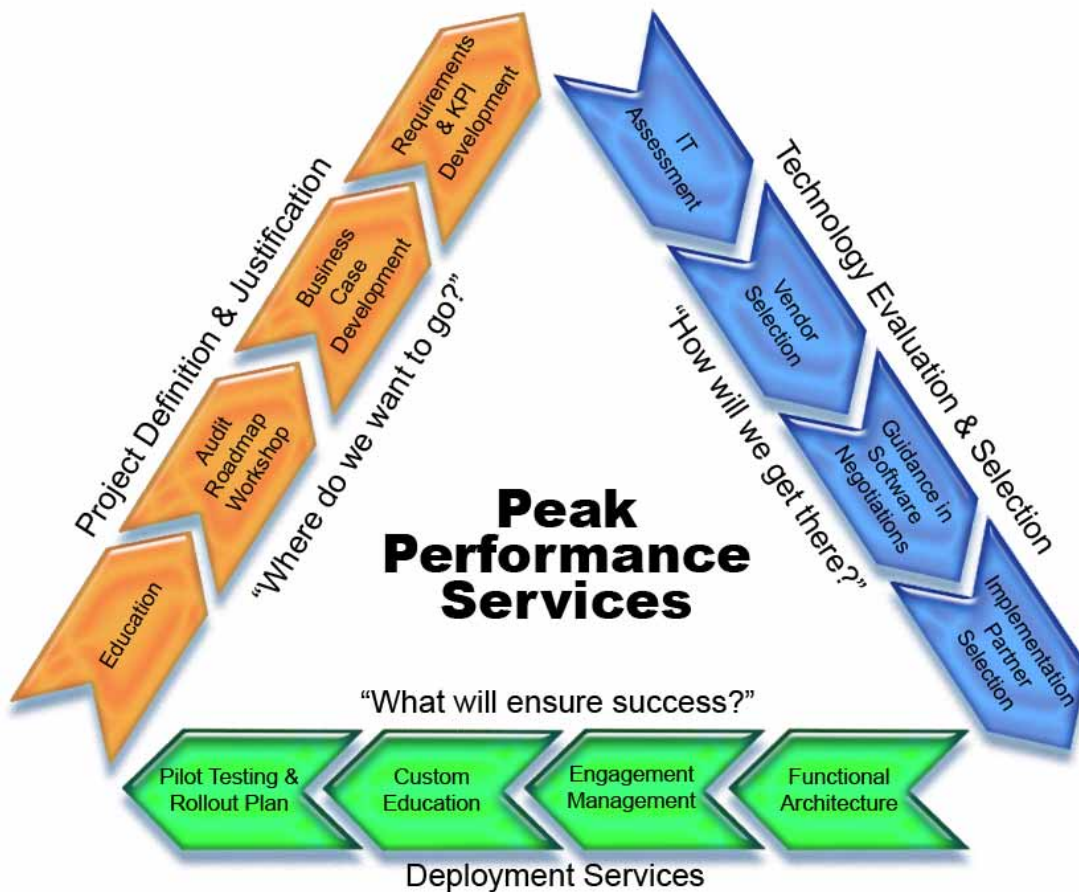 Project Definition & Justification
Education
Audit
Roadmap
Workshop
Business
Case
Development
Requirements
& KPI
Development
“Where do we want to go?”
Technology Evaluation & Selection
IT
Assessment
Vendor
Selection
Guidance in
Software
Negotiations
Implementation
Partner
Selection
“How will we get there?”
Peak
Performance
Services
“What will ensure success?”
Pilot Testing &
Rollout Plan
Custom
Education
Engagement
Management
Functional
Architecture
Deployment Services